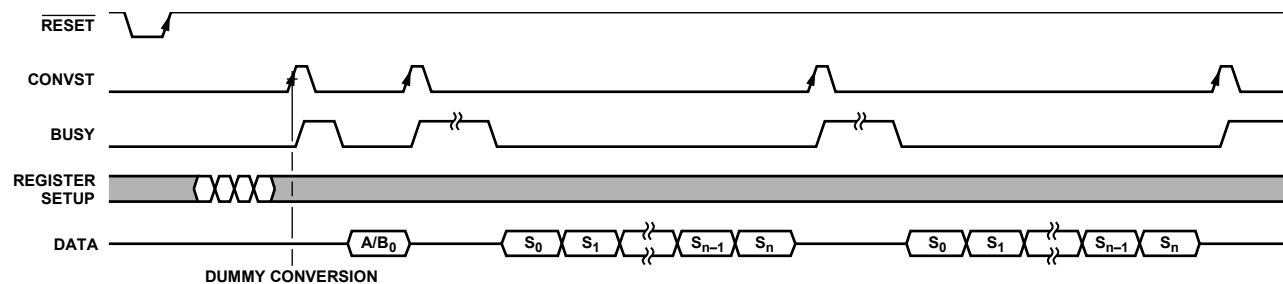 RESET
CONVST
BUSY
REGISTER
SETUP
DATA
A/B₀
S₀ S₁ Sₙ₋₁ Sₙ
S₀ S₁ Sₙ₋₁ Sₙ
DUMMY CONVERSION